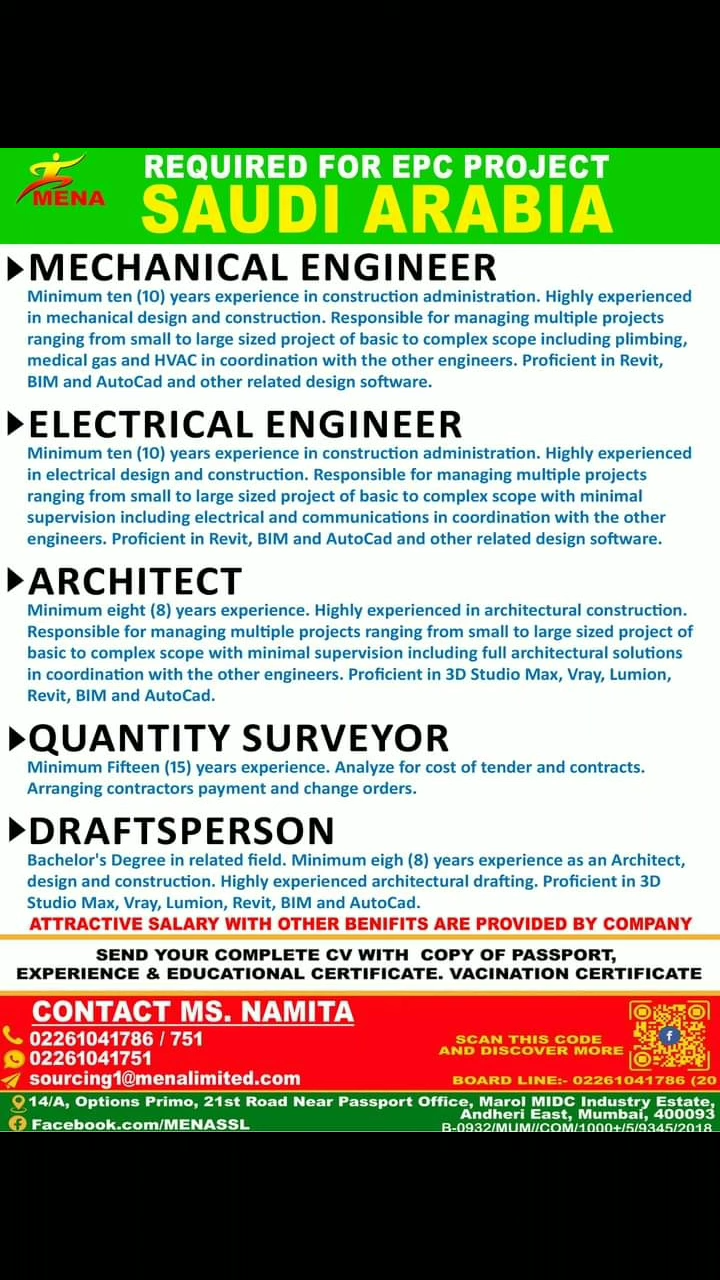 MENA
REQUIRED FOR EPC PROJECT
SAUDI ARABIA
MECHANICAL ENGINEER
Minimum ten (10) years experience in construction administration. Highly experienced
in mechanical design and construction. Responsible for managing multiple projects
ranging from small to large sized project of basic to complex scope including plimbing,
medical gas and HVAC in coordination with the other engineers. Proficient in Revit,
BIM and AutoCad and other related design software.
ELECTRICAL ENGINEER
Minimum ten (10) years experience in construction administration. Highly experienced
in electrical design and construction. Responsible for managing multiple projects
ranging from small to large sized project of basic to complex scope with minimal
supervision including electrical and communications in coordination with the other
engineers. Proficient in Revit, BIM and AutoCad and other related design software.
ARCHITECT
Minimum eight (8) years experience. Highly experienced in architectural construction.
Responsible for managing multiple projects ranging from small to large sized project of
basic to complex scope with minimal supervision including full architectural solutions
in coordination with the other engineers. Proficient in 3D Studio Max, Vray, Lumion,
Revit, BIM and AutoCad.
QUANTITY SURVEYOR
Minimum Fifteen (15) years experience. Analyze for cost of tender and contracts.
Arranging contractors payment and change orders.
DRAFTSPERSON
Bachelor's Degree in related field. Minimum eigh (8) years experience as an Architect,
design and construction. Highly experienced architectural drafting. Proficient in 3D
Studio Max, Vray, Lumion, Revit, BIM and AutoCad.
ATTRACTIVE SALARY WITH OTHER BENIFITS ARE PROVIDED BY COMPANY
SEND YOUR COMPLETE CV WITH COPY OF PASSPORT,
EXPERIENCE & EDUCATIONAL CERTIFICATE. VACINATION CERTIFICATE
CONTACT MS. NAMITA
02261041786 / 751
02261041751
sourcing1@menalimited.com
SCAN THIS CODE
AND DISCOVER MORE
BOARD LINE:- 02261041786 (20
14/A, Options Primo, 21st Road Near Passport Office, Marol MIDC Industry Estate,
Andheri East, Mumbai, 400093
Facebook.com/MENASSL
B-0932/MUM//COM/1000+/5/9345/2018